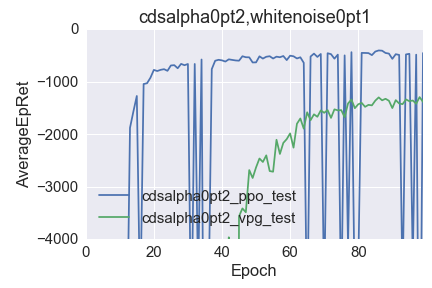 cdsalpha0pt2,whitenoise0pt1
AverageEpRet
0
−1000
−2000
−3000
−4000
cdsalpha0pt2_ppo_test
cdsalpha0pt2_vpg_test
0 20 40 60 80
Epoch